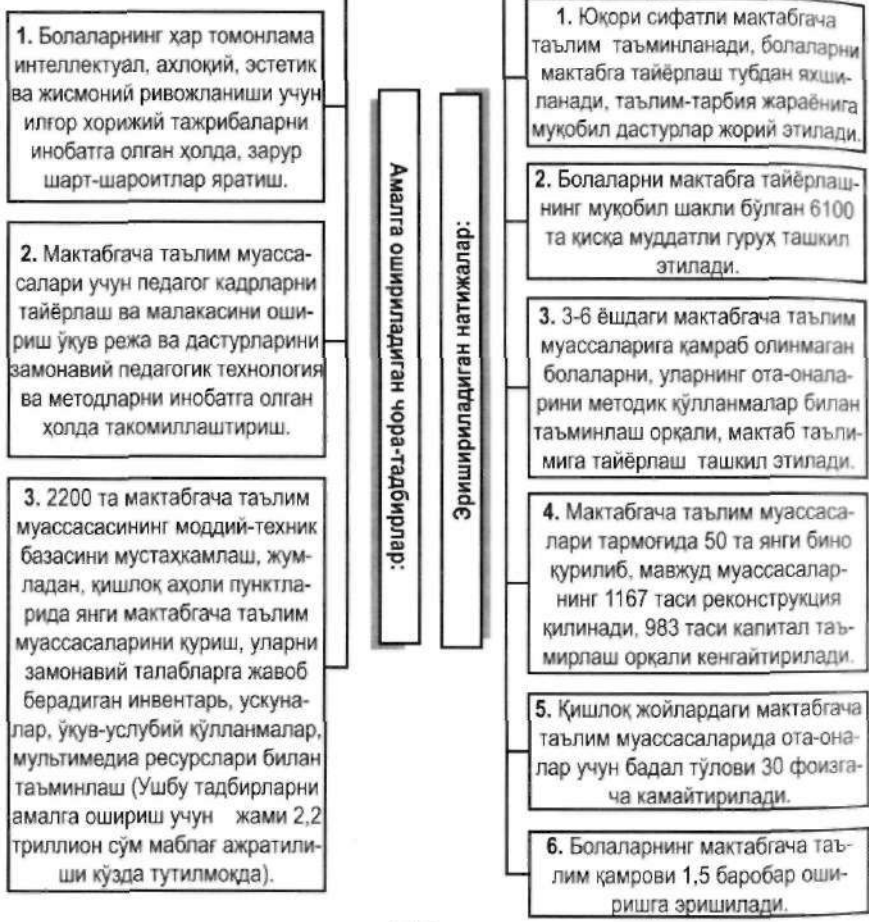 1. Болаларнинг ҳар томонлама
интеллектуал, ахлоқий, эстетик
ва жисмоний ривожланиши учун
илғор хорижий тажрибаларни
инобатга олган ҳолда, зарур
шарт-шароитлар яратиш.
2. Мактабгача таълим муасса-
салари учун педагог кадрларни
тайёрлаш ва малакасини оши-
риш ўқув режа ва дастурларини
замонавий педагогик технология
ва методларни инобатга олган
ҳолда такомиллаштириш.
3. 2200 та мактабгача таълим
муассасасининг моддий-техник
базасини мустаҳкамлаш, жум-
ладан, қишлоқ аҳоли пунктла-
рида янги мактабгача таълим
муассасаларини қуриш, уларни
замонавий талабларга жавоб
берадиган инвентарь, ускуна-
лар, ўқув-услубий қўлланмалар,
мультимедиа ресурслари билан
таъминлаш (Ушбу тадбирларни
амалга ошириш учун жами 2,2
триллион сўм маблағ ажратили-
ши кўзда тутилмоқда).
Амалга ошириладиган чора-тадбирлар:
Эришириладиган натижалар:
1. Юқори сифатли мактабгача
таълим таъминланади, болаларни
мактабга тайёрлаш тубдан яхши-
ланади, таълим-тарбия жараёнига
муқобил дастурлар жорий этилади.
2. Болаларни мактабга тайёрлаш-
нинг муқобил шакли бўлган 6100
та қисқа муддатли гуруҳ ташкил
этилади.
3. 3-6 ёшдаги мактабгача таълим
муассаларига қамраб олинмаган
болаларни, уларнинг ота-онала-
рини методик қўлланмалар билан
таъминлаш орқали, мактаб таъли-
мига тайёрлаш ташкил этилади.
4. Мактабгача таълим муассаса-
лари тармоғида 50 та янги бино
қурилиб, мавжуд муассасалар-
нинг 1167 таси реконструкция
қилинади, 983 таси капитал таъ-
мирлаш орқали кенгайтирилади.
5. Қишлоқ жойлардаги мактабгача
таълим муассасаларида ота-она-
лар учун бадал тўлови 30 фоизга-
ча камайтирилади.
6. Болаларнинг мактабгача таъ-
лим қамрови 1,5 баробар оши-
ришга эришилади.